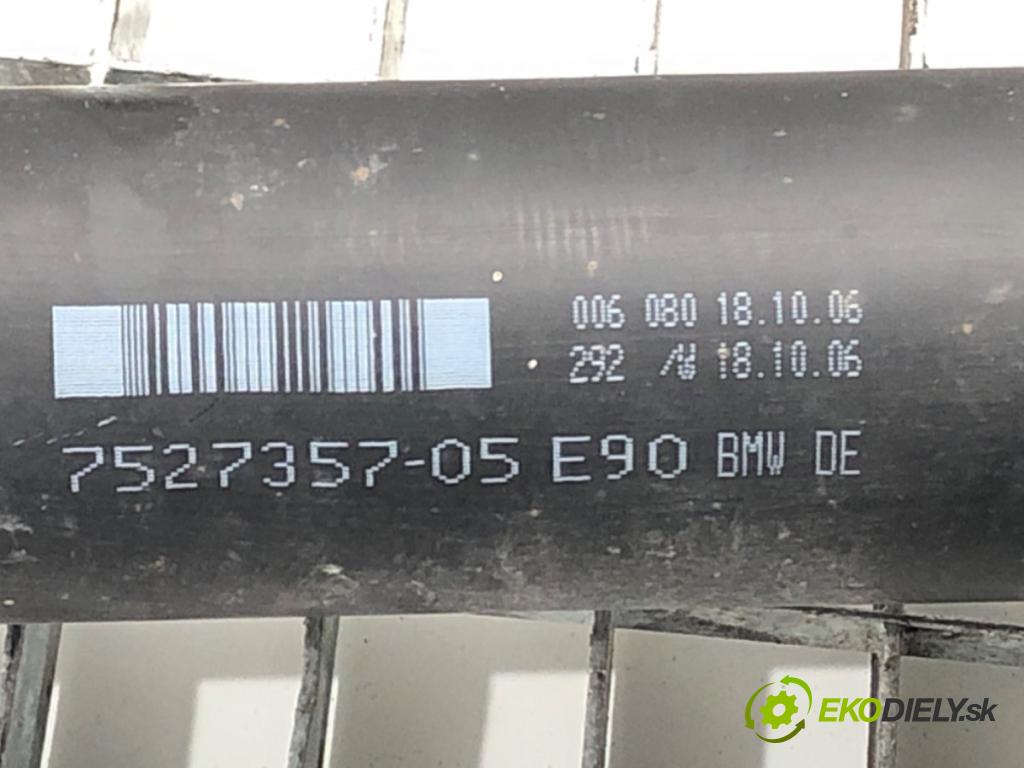 006 080 18.10.06
292 18.10.06
7527357-05 E90 BMW DE
EKODIELY.sk